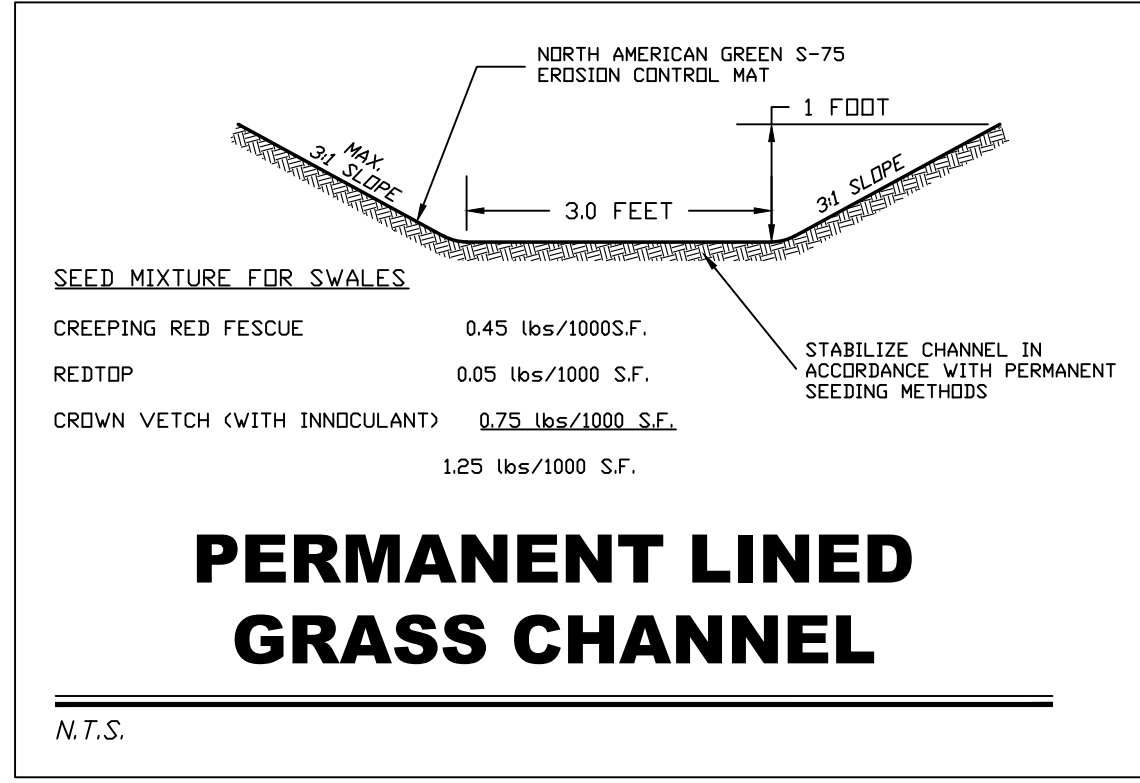 NORTH AMERICAN GREEN S-75
EROSION CONTROL MAT
1 FOOT
MAX.
3:1 SLOPE
3.0 FEET
3:1 SLOPE
SEED MIXTURE FOR SWALES
CREEPING RED FESCUE 0.45 lbs/1000S.F.
REDTOP 0.05 lbs/1000 S.F.
CROWN VETCH (WITH INNOCULANT) 0.75 lbs/1000 S.F.
1.25 lbs/1000 S.F.
STABILIZE CHANNEL IN
ACCORDANCE WITH PERMANENT
SEEDING METHODS
PERMANENT LINED
GRASS CHANNEL
N.T.S.